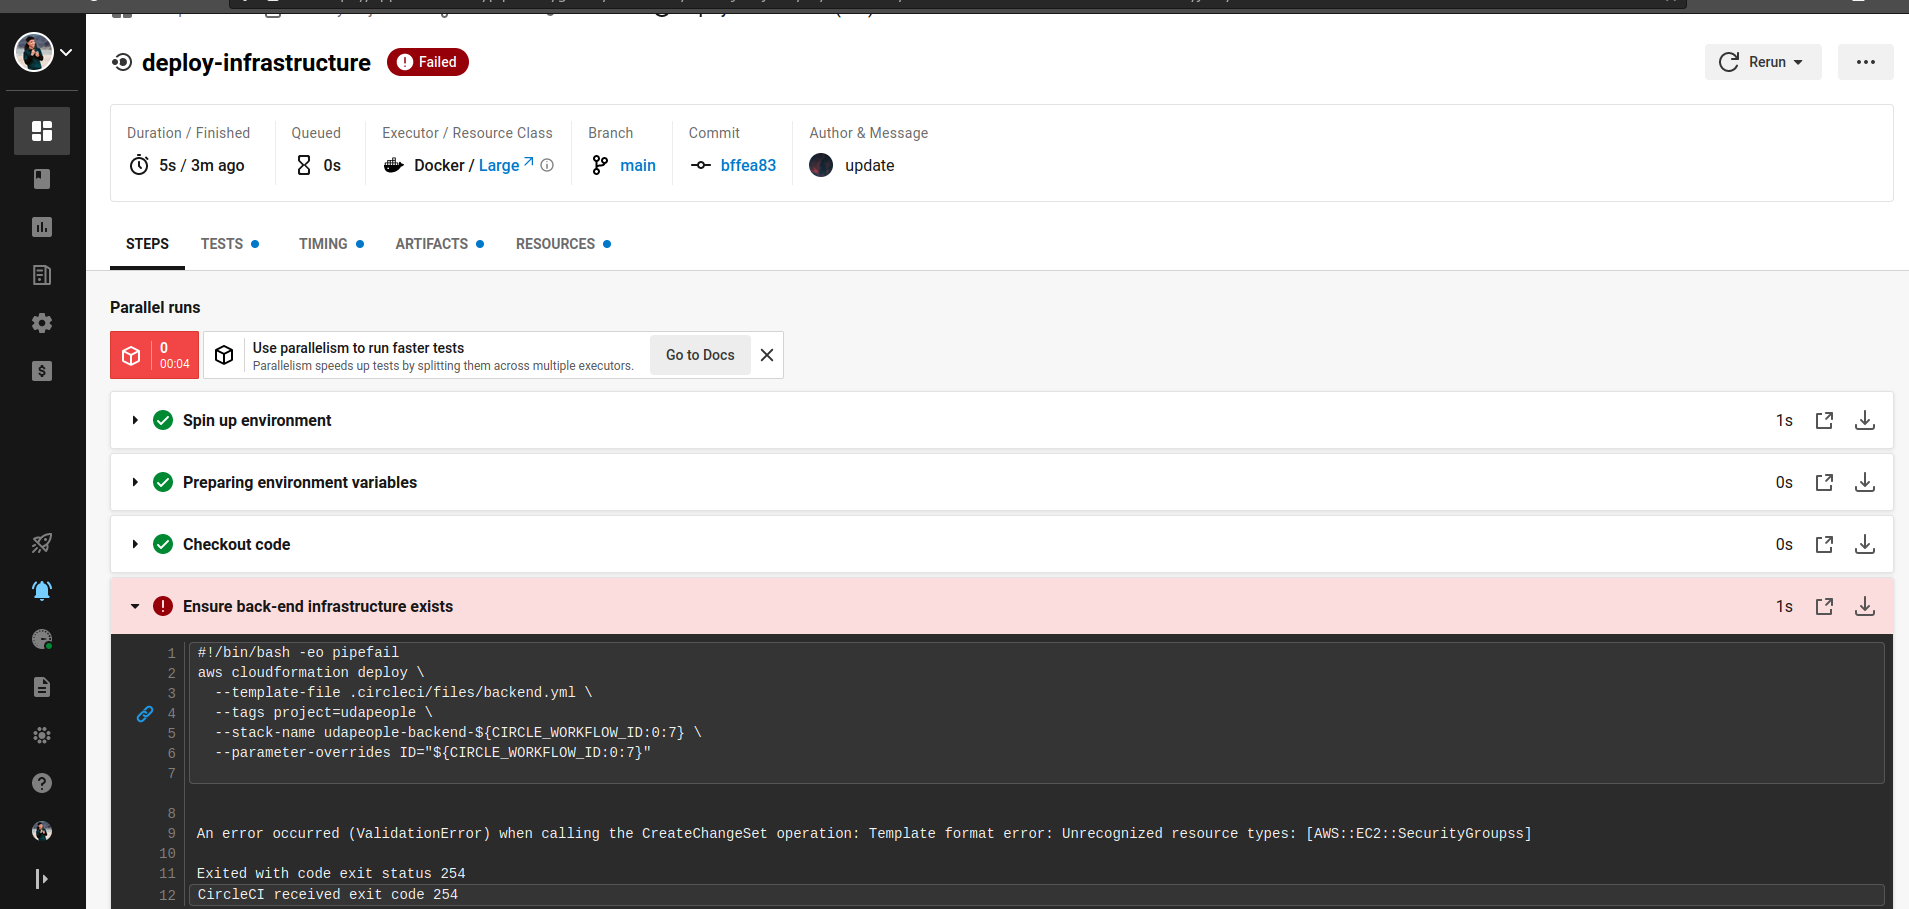 deploy-infrastructure
Failed
Rerun
Duration / Finished
5s / 3m ago
Queued
0s
Executor / Resource Class
Docker / Large
Branch
main
Commit
bffea83
Author & Message
update
STEPS
TESTS
TIMING
ARTIFACTS
RESOURCES
Parallel runs
0
00:04
Use parallelism to run faster tests
Parallelism speeds up tests by splitting them across multiple executors.
Go to Docs
Spin up environment
1s
Preparing environment variables
0s
Checkout code
0s
Ensure back-end infrastructure exists
1s
1 #!/bin/bash -eo pipefail
2 aws cloudformation deploy \
3   --template-file .circleci/files/backend.yml \
4   --tags project=udapeople \
5   --stack-name udapeople-backend-${CIRCLE_WORKFLOW_ID:0:7} \
6   --parameter-overrides ID="${CIRCLE_WORKFLOW_ID:0:7}"
7
8
9 An error occurred (ValidationError) when calling the CreateChangeSet operation: Template format error: Unrecognized resource types: [AWS::EC2::SecurityGroupss]
10
11 Exited with code exit status 254
12 CircleCI received exit code 254